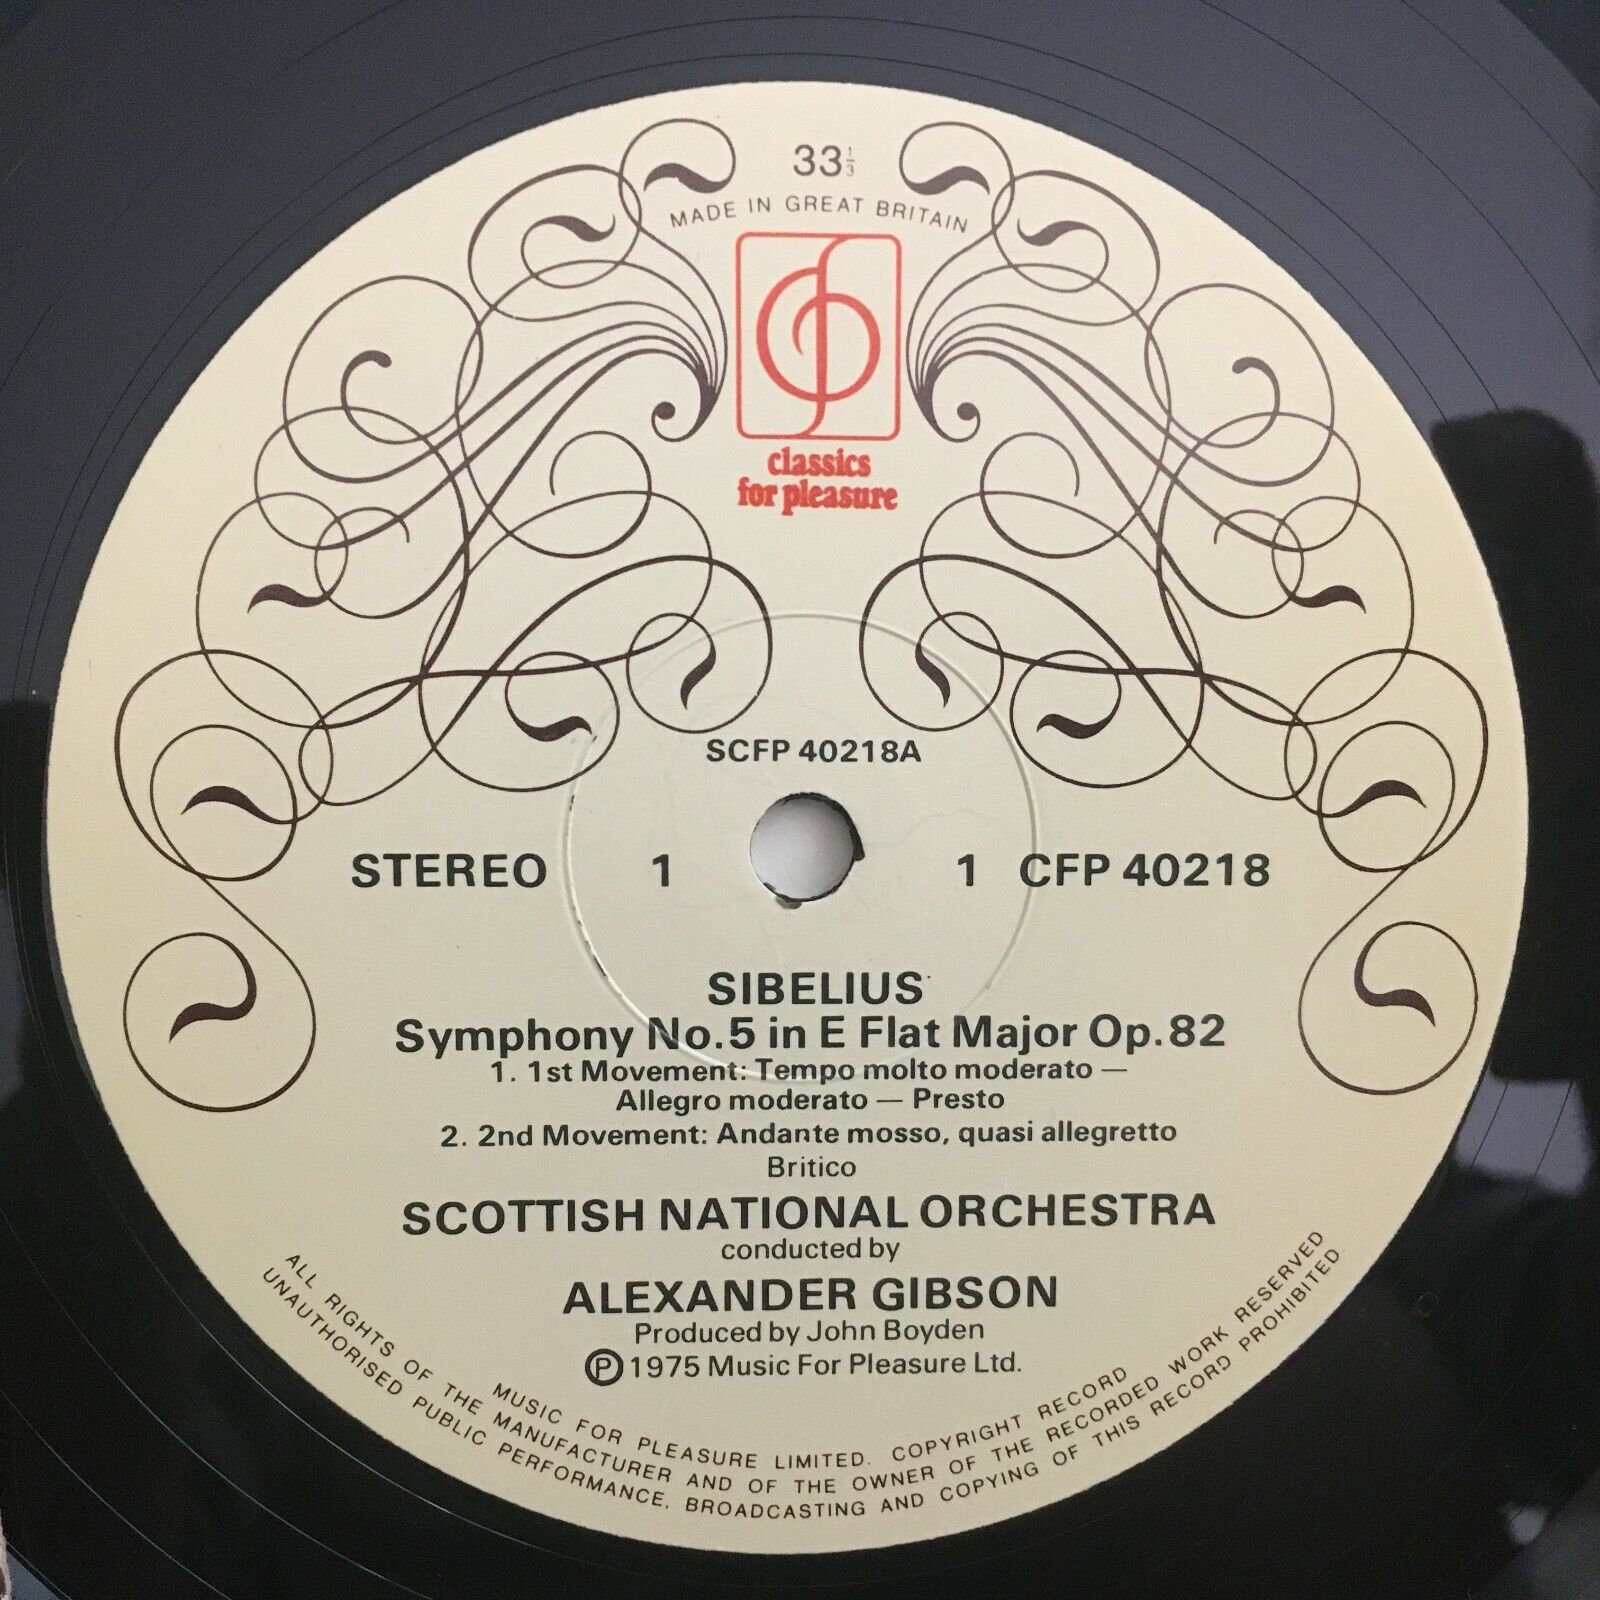 33⅓
MADE IN GREAT BRITAIN
classics
for pleasure
SCFP 40218A
STEREO 1 1 CFP 40218
SIBELIUS
Symphony No.5 in E Flat Major Op.82
1. 1st Movement: Tempo molto moderato —
Allegro moderato — Presto
2. 2nd Movement: Andante mosso, quasi allegretto
Britico
SCOTTISH NATIONAL ORCHESTRA
conducted by
ALEXANDER GIBSON
Produced by John Boyden
Ⓟ 1975 Music For Pleasure Ltd.
MUSIC FOR PLEASURE LIMITED. COPYRIGHT RECORD
ALL RIGHTS OF THE MANUFACTURER AND OF THE OWNER OF THE RECORDED WORK RESERVED
UNAUTHORISED PUBLIC PERFORMANCE, BROADCASTING AND COPYING OF THIS RECORD PROHIBITED.